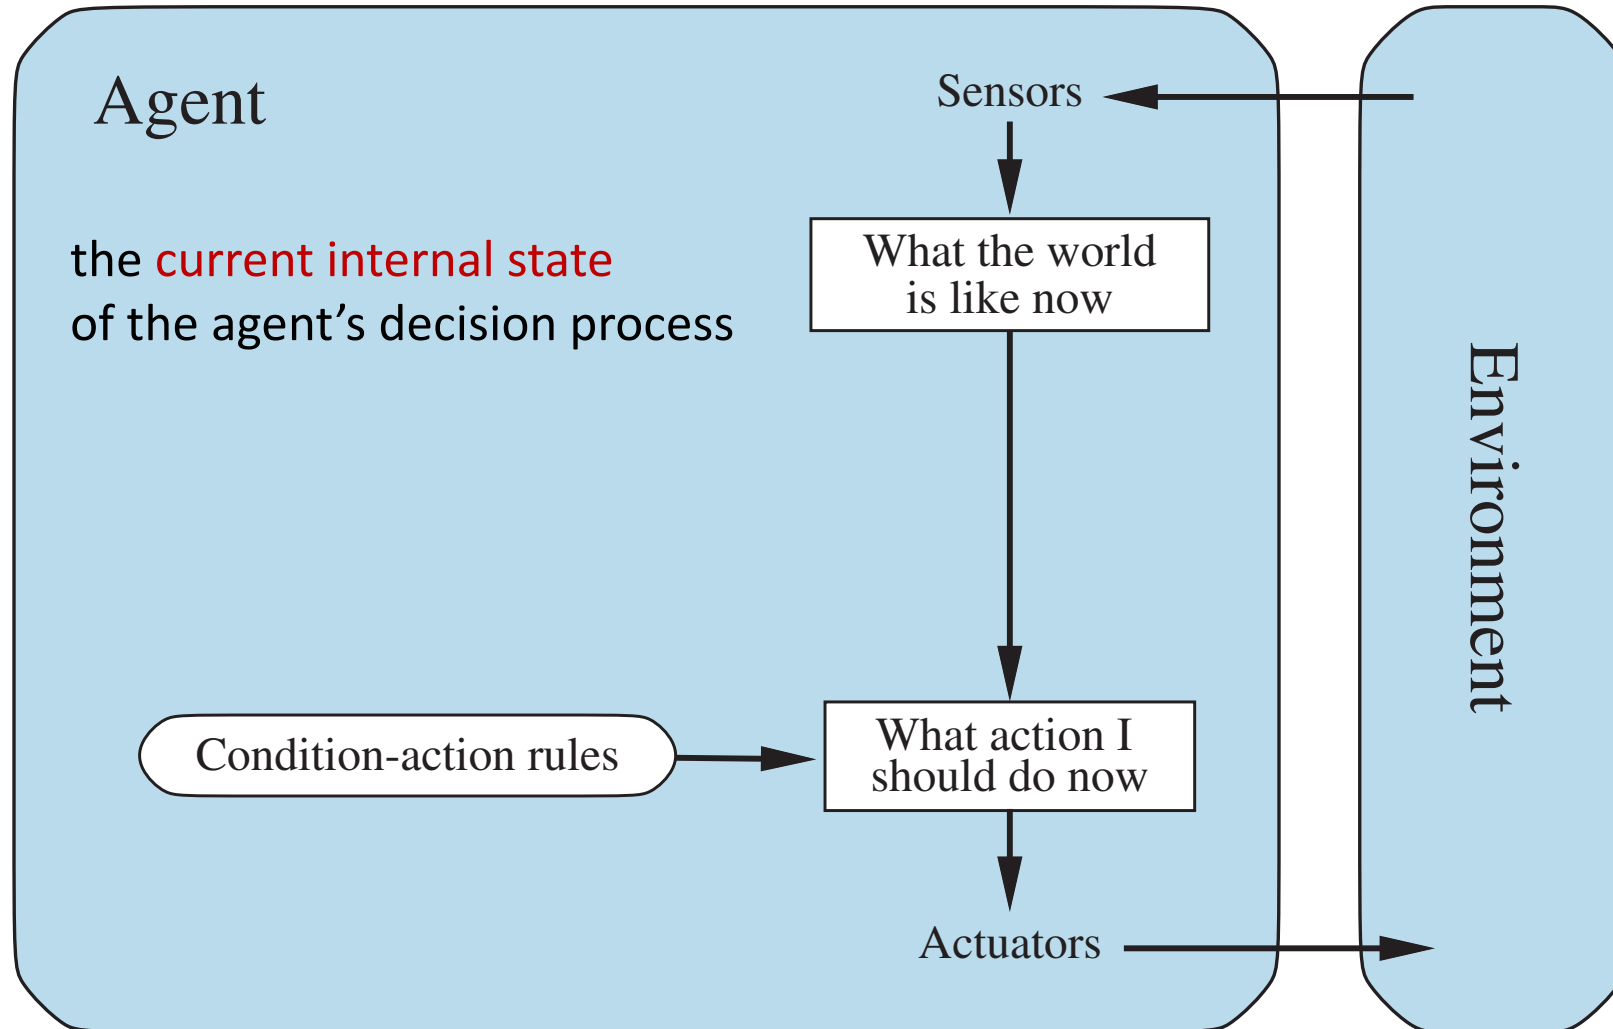 Agent
Sensors
the current internal state
of the agent’s decision process
What the world
is like now
Environment
Condition-action rules
What action I
should do now
Actuators